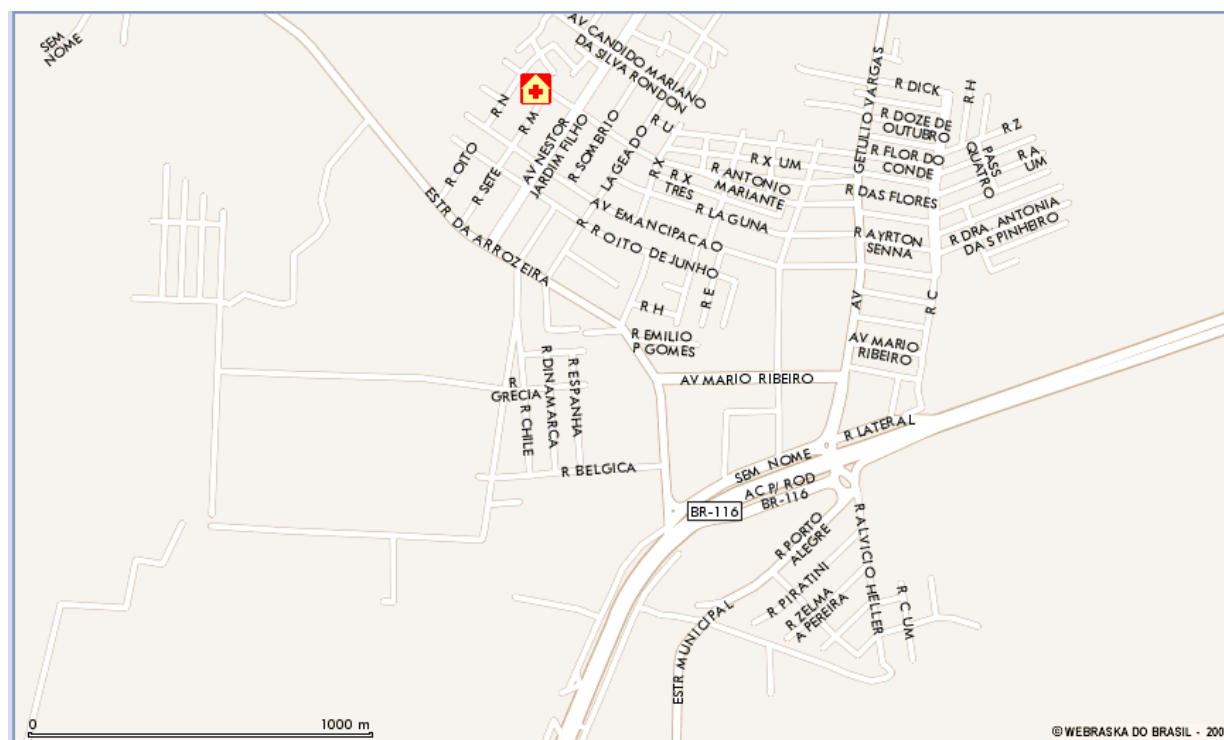 SEM
NOME
AV CANDIDO MARIANO
DA SILVA RONDON
R N
R M
AV NESTOR
JARDIM FILHO
R SOMBRIO
LAGEADO
R U
R X
R OITO
R SETE
ESTR DA ARROZEIRA
GETULIO VARGAS
AV
R DICK
R H
R DOZE DE
OUTUBRO
R Z
R FLOR DO
CONDE
PASS
QUATRO
R A
UM
R X UM
R ANTONIO
MARIANTE
R X
TRES
R DAS FLORES
R LAGUNA
AV EMANCIPACAO
R AYRTON
SENNA
R DRA. ANTONIA
DA S PINHEIRO
R R OITO DE JUNHO
R H
R E
R C
R EMILIO
P GOMES
AV MARIO
RIBEIRO
AV MARIO RIBEIRO
R
GRECIA
R CHILE
R DINAMARCA
R ESPANHA
R BELGICA
R LATERAL
SEM NOME
AC P/ ROD
BR-116
BR-116
R PORTO
ALEGRE
R ALVICIO HELLER
R PIRATINI
R ZELMA
A PEREIRA
R C UM
ESTR MUNICIPAL
0 1000 m
© WEBRASKA DO BRASIL - 200